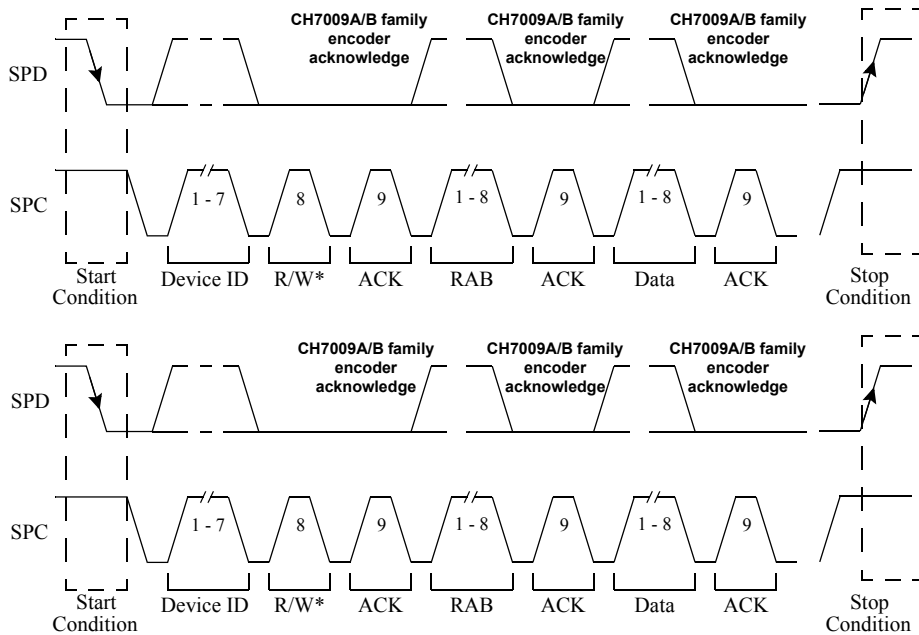 CH7009A/B family encoder acknowledge
CH7009A/B family encoder acknowledge
CH7009A/B family encoder acknowledge
SPD
SPC
1 - 7
8
9
1 - 8
9
1 - 8
9
Start Condition
Device ID
R/W*
ACK
RAB
ACK
Data
ACK
Stop Condition
CH7009A/B family encoder acknowledge
CH7009A/B family encoder acknowledge
CH7009A/B family encoder acknowledge
SPD
SPC
1 - 7
8
9
1 - 8
9
1 - 8
9
Start Condition
Device ID
R/W*
ACK
RAB
ACK
Data
ACK
Stop Condition